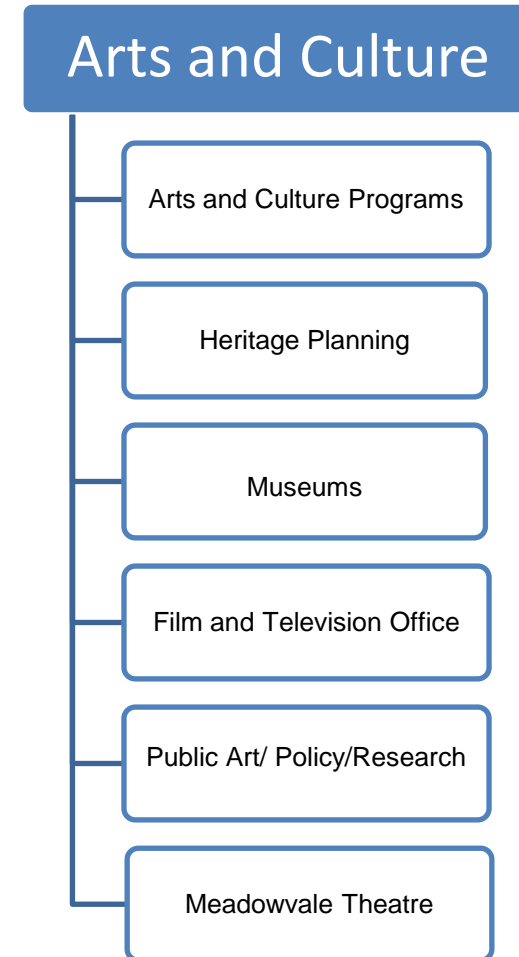 Arts and Culture
Arts and Culture Programs
Heritage Planning
Museums
Film and Television Office
Public Art/ Policy/Research
Meadowvale Theatre